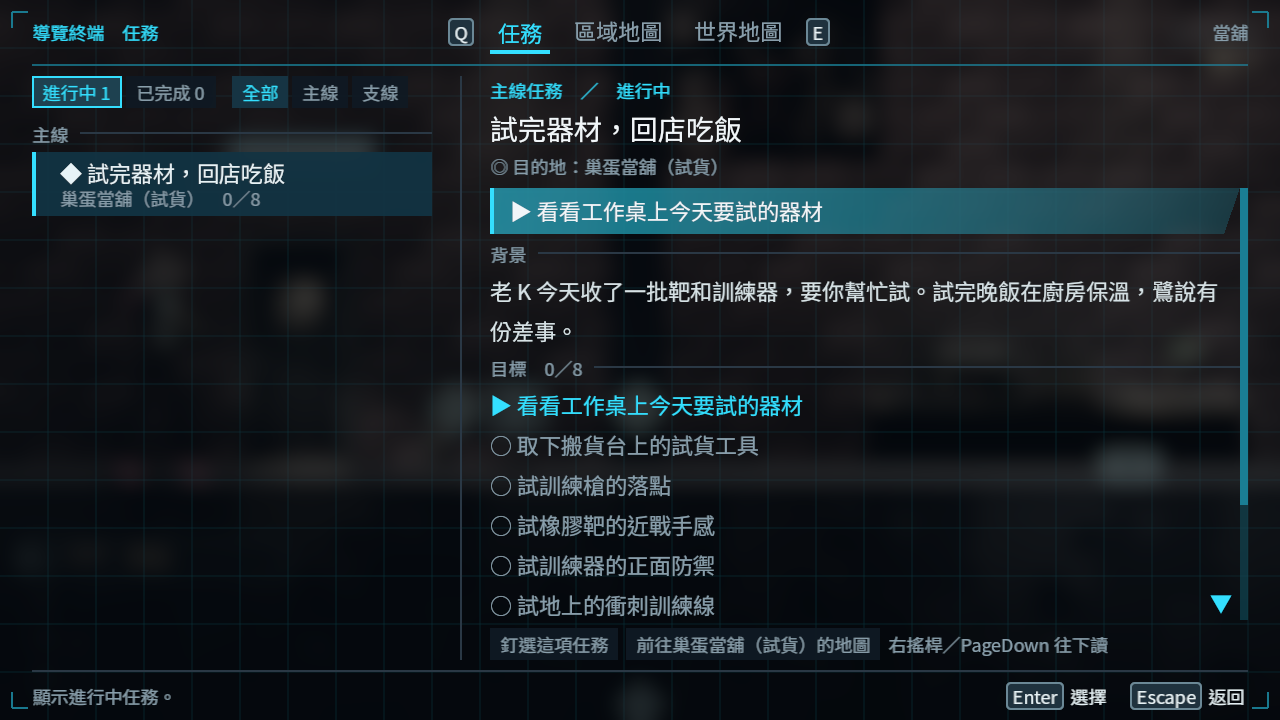 導覽終端 任務
Q 任務 區域地圖 世界地圖 E
當舖
進行中 1 已完成 0 全部 主線 支線
主線
◆ 試完器材，回店吃飯
巢蛋當舖（試貨） 0／8
主線任務 ／ 進行中
試完器材，回店吃飯
◎ 目的地：巢蛋當舖（試貨）
▶ 看看工作桌上今天要試的器材
背景
老 K 今天收了一批靶和訓練器，要你幫忙試。試完晚飯在廚房保溫，鷺說有
份差事。
目標 0／8
▶ 看看工作桌上今天要試的器材
○ 取下搬貨台上的試貨工具
○ 試訓練槍的落點
○ 試橡膠靶的近戰手感
○ 試訓練器的正面防禦
○ 試地上的衝刺訓練線
▼
釘選這項任務 前往巢蛋當舖（試貨）的地圖 右搖桿／PageDown 往下讀
顯示進行中任務。
Enter 選擇 Escape 返回